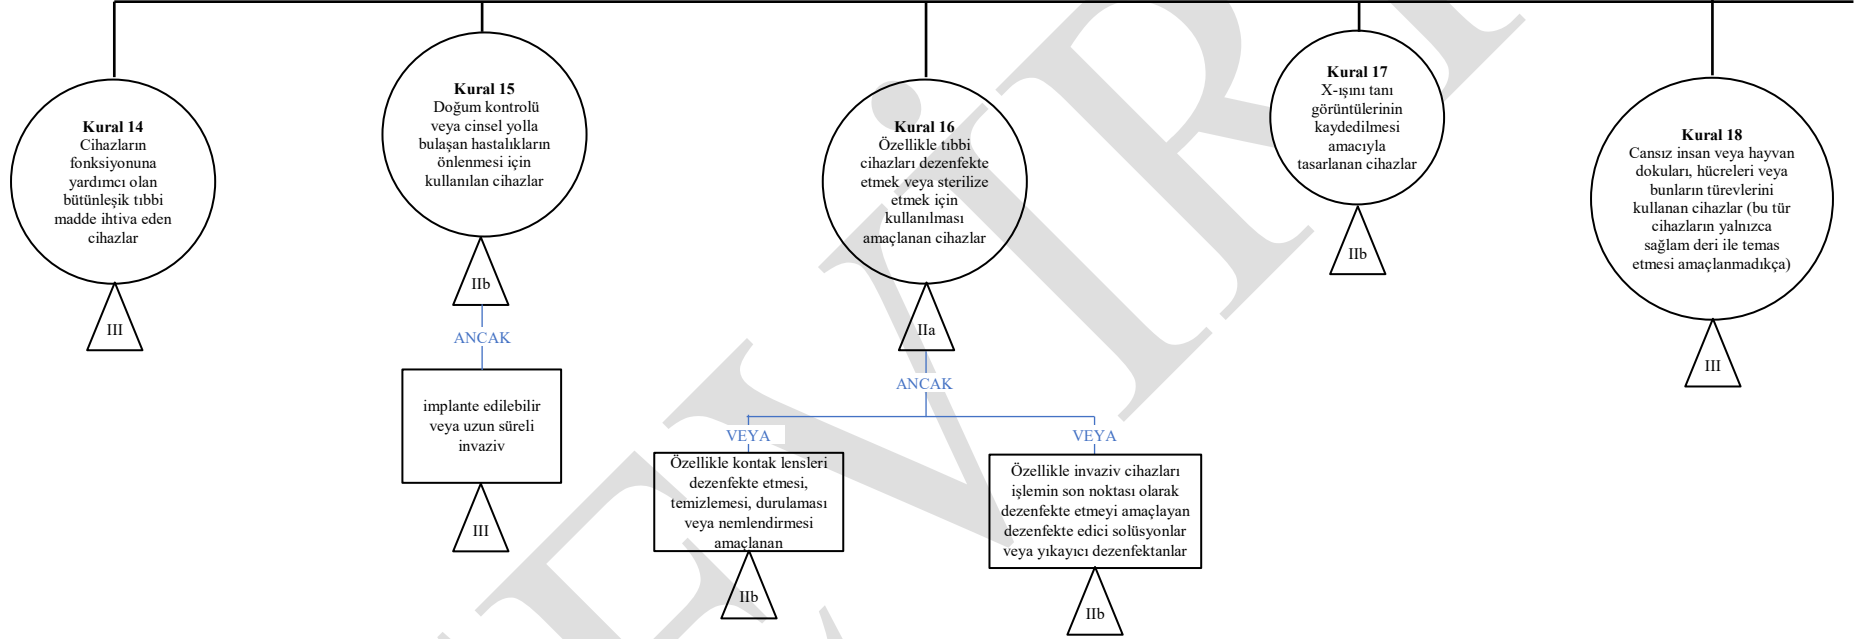 Kural 14
Cihazların
fonksiyonuna
yardımcı olan
bütünleşik tıbbi
madde ihtiva eden
cihazlar
III
Kural 15
Doğum kontrolü
veya cinsel yolla
bulaşan hastalıkların
önlenmesi için
kullanılan cihazlar
IIb
ANCAK
implante edilebilir
veya uzun süreli
invaziv
III
Kural 16
Özellikle tıbbi
cihazları dezenfekte
etmek veya sterilize
etmek için
kullanılması
amaçlanan cihazlar
IIa
ANCAK
VEYA
Özellikle kontak lensleri
dezenfekte etmesi,
temizlemesi, durulaması
veya nemlendirmesi
amaçlanan
IIb
VEYA
Özellikle invaziv cihazları
işlemin son noktası olarak
dezenfekte etmeyi amaçlayan
dezenfekte edici solüsyonlar
veya yıkayıcı dezenfektanlar
IIb
Kural 17
X-ışını tanı
görüntülerinin
kaydedilmesi
amacıyla
tasarlanan cihazlar
IIb
Kural 18
Cansız insan veya hayvan
dokuları, hücreleri veya
bunların türevlerini
kullanan cihazlar (bu tür
cihazların yalnızca
sağlam deri ile temas
etmesi amaçlanmadıkça)
III